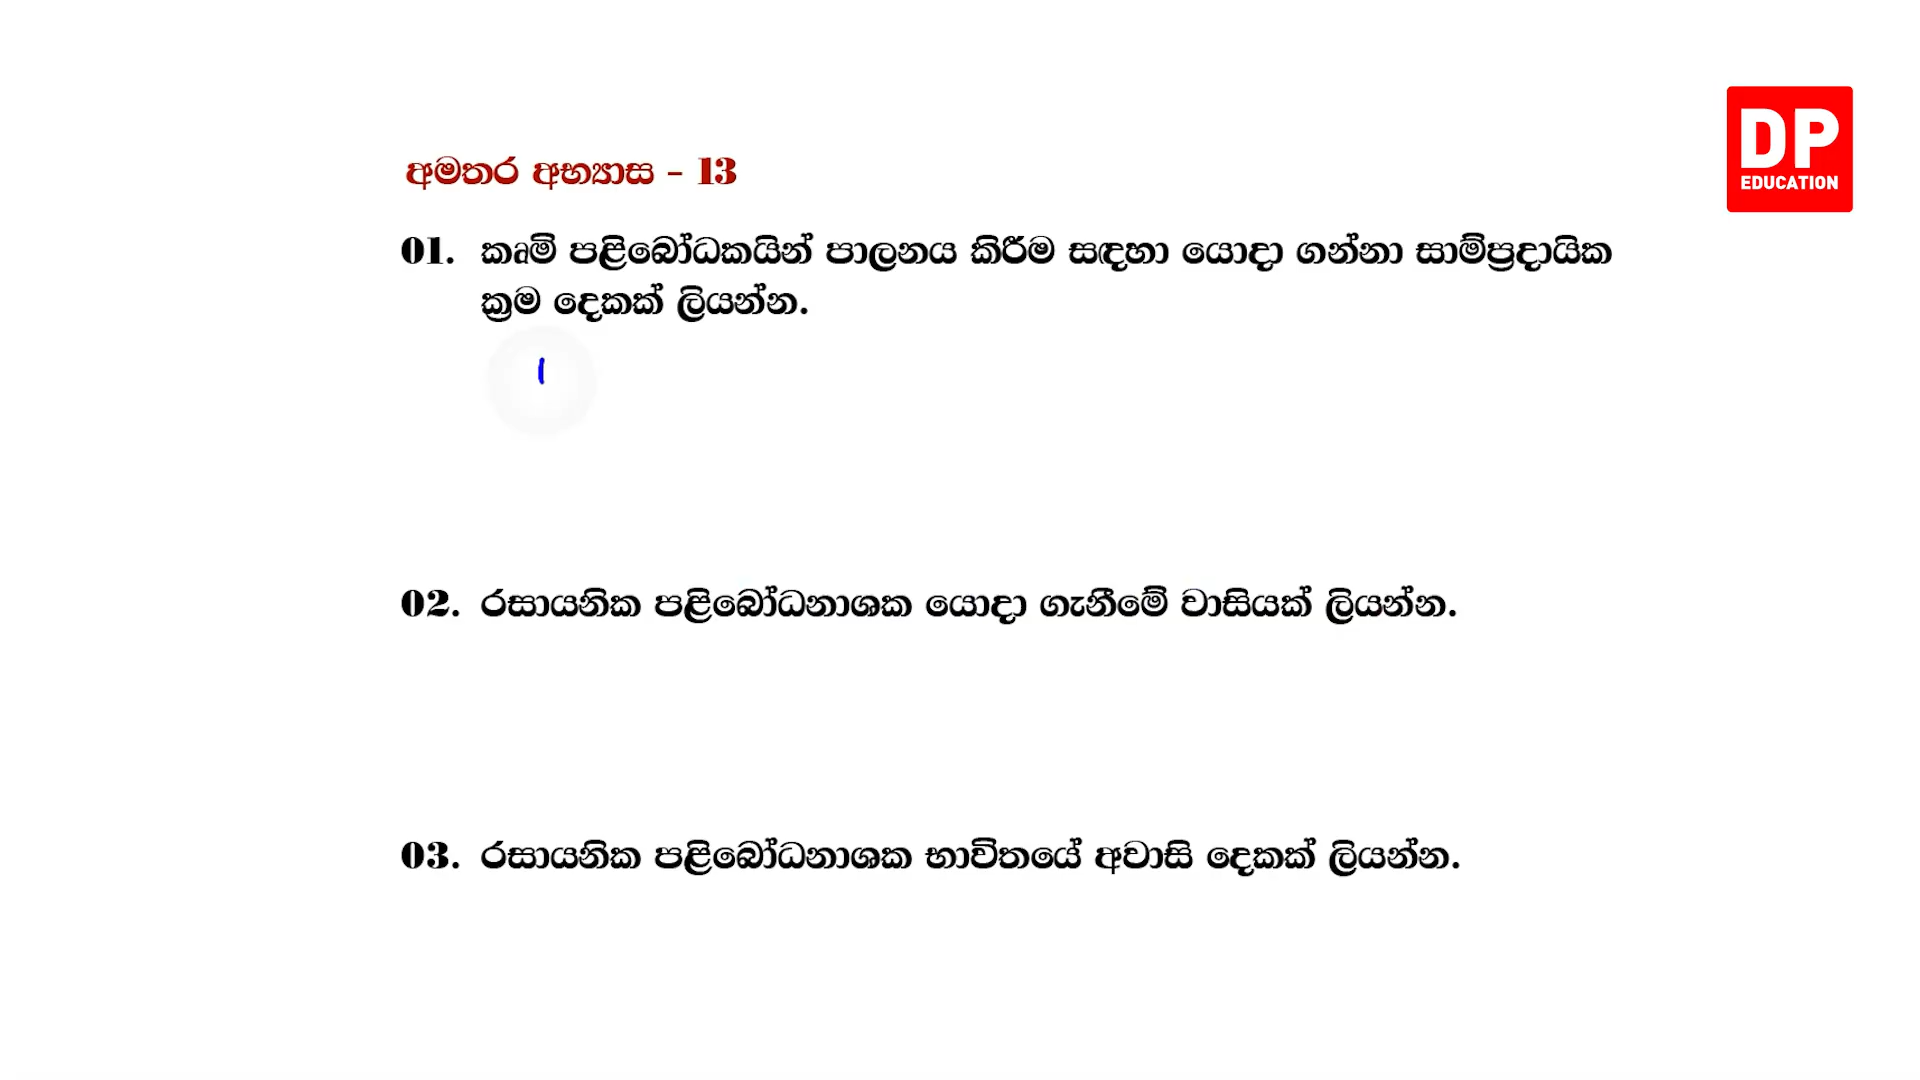 DP
EDUCATION
අමතර අභ්‍යාස - 13
01. කෘමි පළිබෝධකයින් පාලනය කිරීම සඳහා යොදා ගන්නා සාම්ප්‍රදායික
ක්‍රම දෙකක් ලියන්න.
02. රසායනික පළිබෝධනාශක යොදා ගැනීමේ වාසියක් ලියන්න.
03. රසායනික පළිබෝධනාශක භාවිතයේ අවාසි දෙකක් ලියන්න.